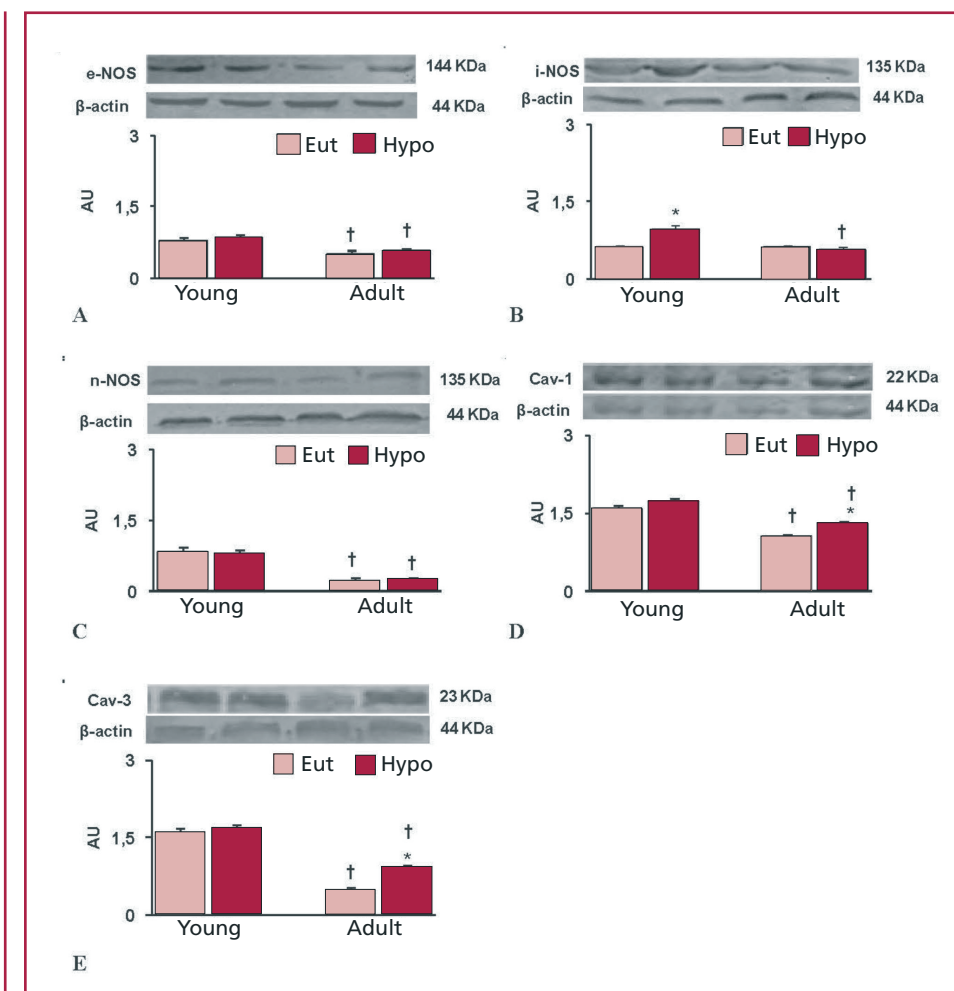 e-NOS 144 KDa
β-actin 44 KDa
3
Eut Hypo
AU
1,5
† †
0
Young Adult
A
i-NOS 135 KDa
β-actin 44 KDa
3
Eut Hypo
AU
1,5
* †
0
Young Adult
B
n-NOS 135 KDa
β-actin 44 KDa
3
Eut Hypo
AU
1,5
† †
0
Young Adult
C
Cav-1 22 KDa
β-actin 44 KDa
3
Eut Hypo
AU
1,5
†
† *
0
Young Adult
D
Cav-3 23 KDa
β-actin 44 KDa
3
Eut Hypo
AU
1,5
†
† *
0
Young Adult
E